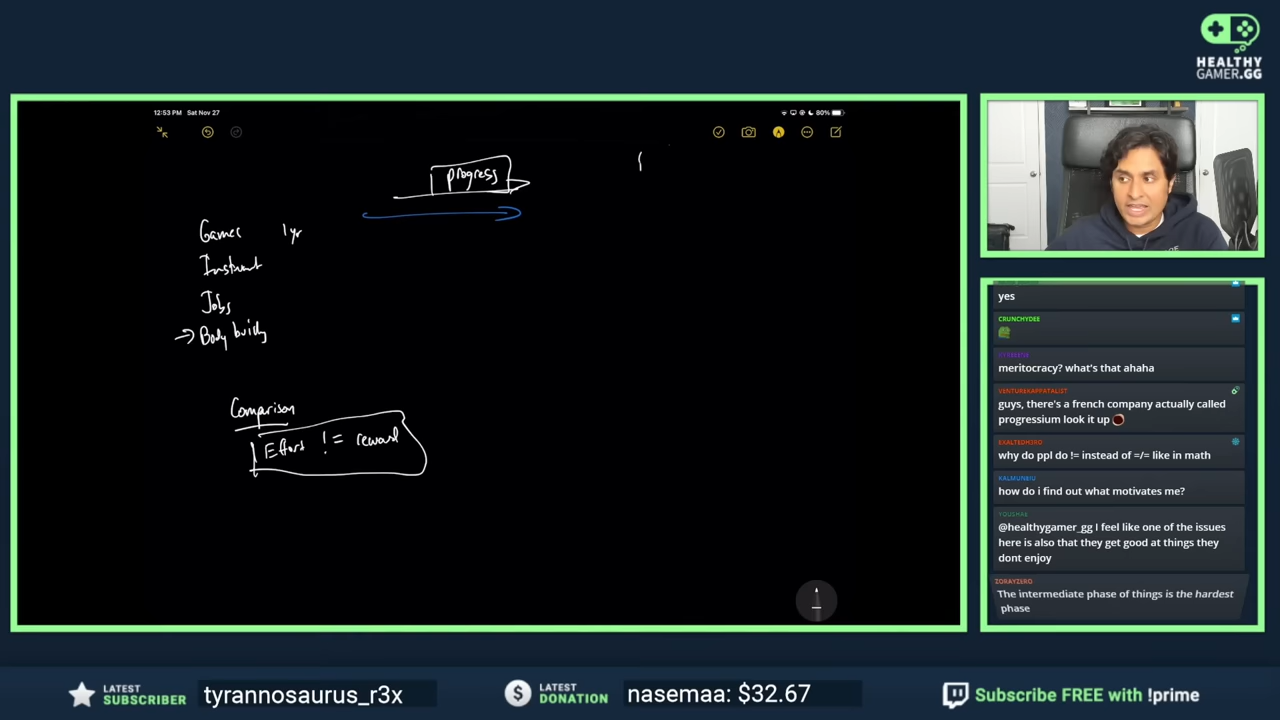 HEALTHY
GAMER.GG
12:53 PM Sat Nov 27
80%
progress
Games 1yr
Instrument
Jobs
→ Body building
Comparison
Effort != reward
yes
CRUNCHYDEE
meritocracy? what's that ahaha
VENTUREKAPPATALIST
guys, there's a french company actually called
progressium look it up
EXALTEDH3RO
why do ppl do != instead of =/= like in math
KALMUNEIU
how do i find out what motivates me?
@healthygamer_gg I feel like one of the issues
here is also that they get good at things they
dont enjoy
ZORAYZERO
The intermediate phase of things is the hardest
phase
LATEST
SUBSCRIBER
tyrannosaurus_r3x
$
LATEST
DONATION
nasemaa: $32.67
Subscribe FREE with !prime